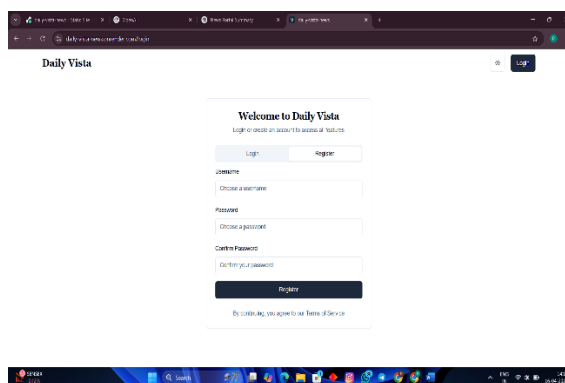 Daily Vista
Login
Welcome to Daily Vista
Login or create an account to access all features
Login
Register
Username
Choose a username
Password
Choose a password
Confirm Password
Confirm your password
Register
By continuing, you agree to our Terms of Service
Search
ENG